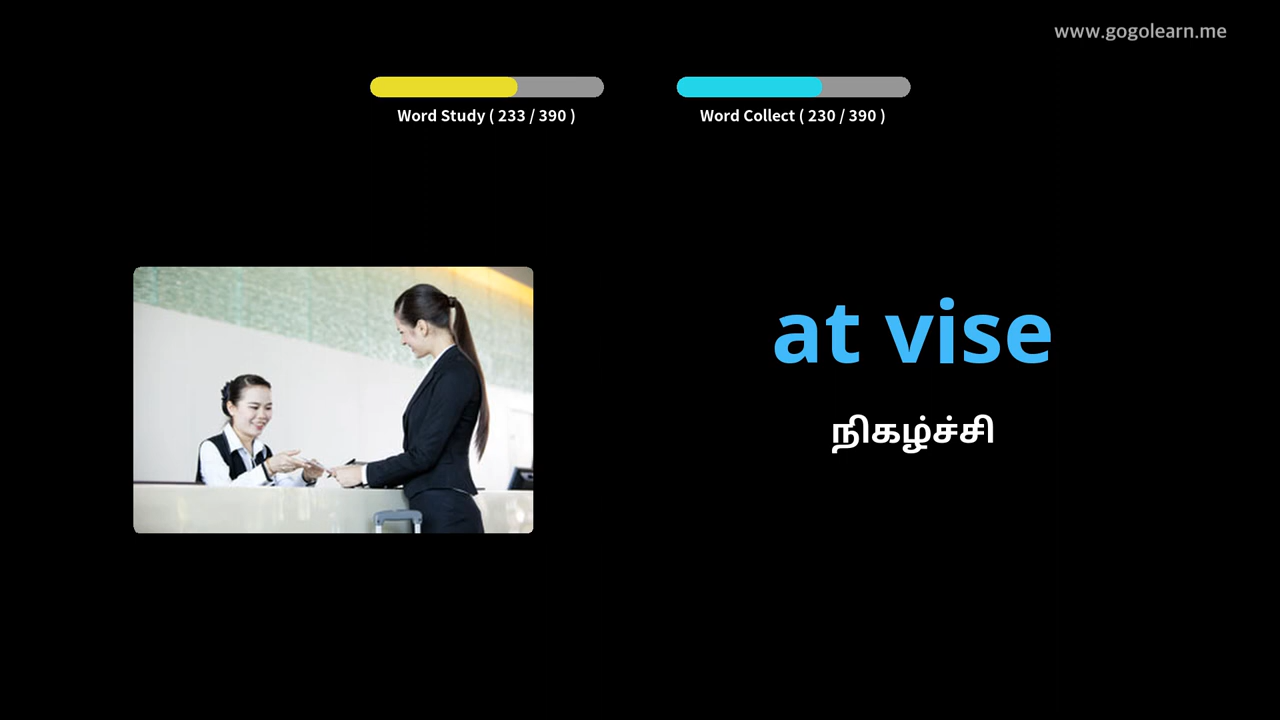 www.gogolearn.me
Word Study ( 233 / 390 )
Word Collect ( 230 / 390 )
at vise
நிகழ்ச்சி